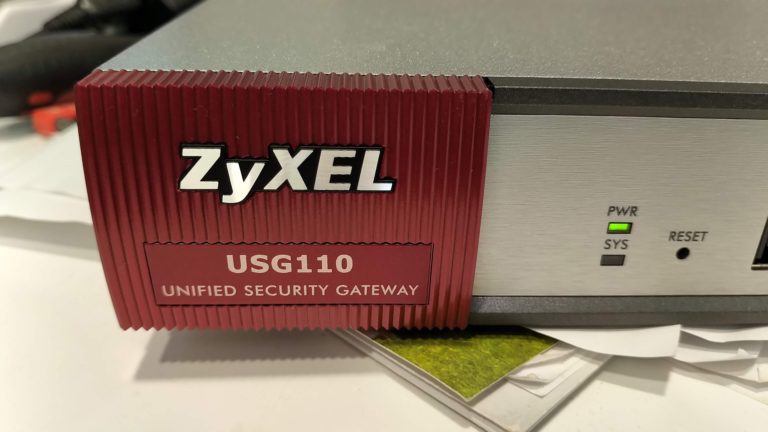 ZyXEL
USG110
UNIFIED SECURITY GATEWAY
PWR
SYS
RESET